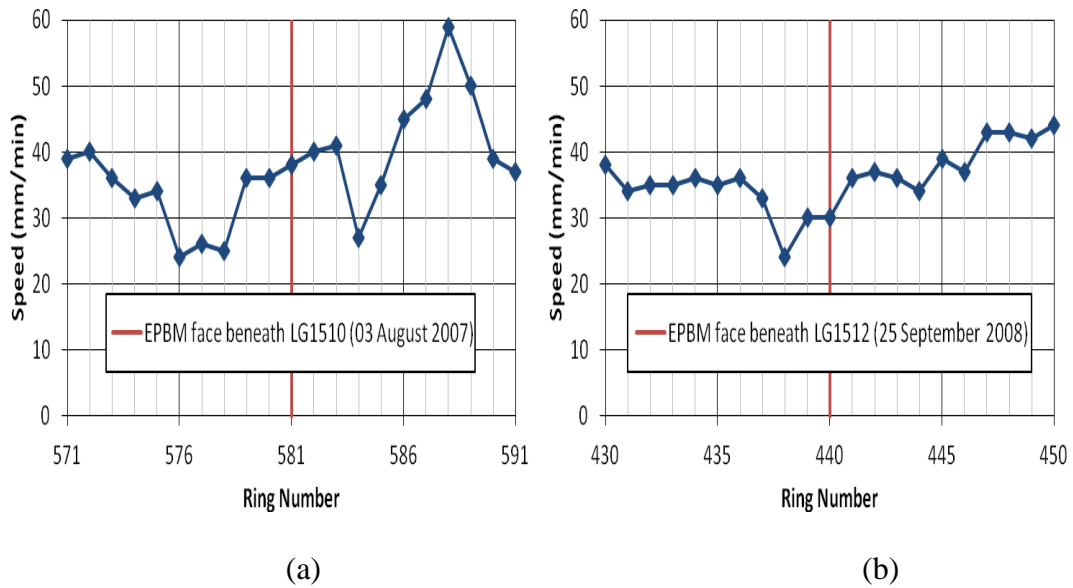 60
50
40
30
20
10
0
Speed (mm/min)
EPBM face beneath LG1510 (03 August 2007)
571 576 581 586 591
Ring Number
(a)
60
50
40
30
20
10
0
Speed (mm/min)
EPBM face beneath LG1512 (25 September 2008)
430 435 440 445 450
Ring Number
(b)